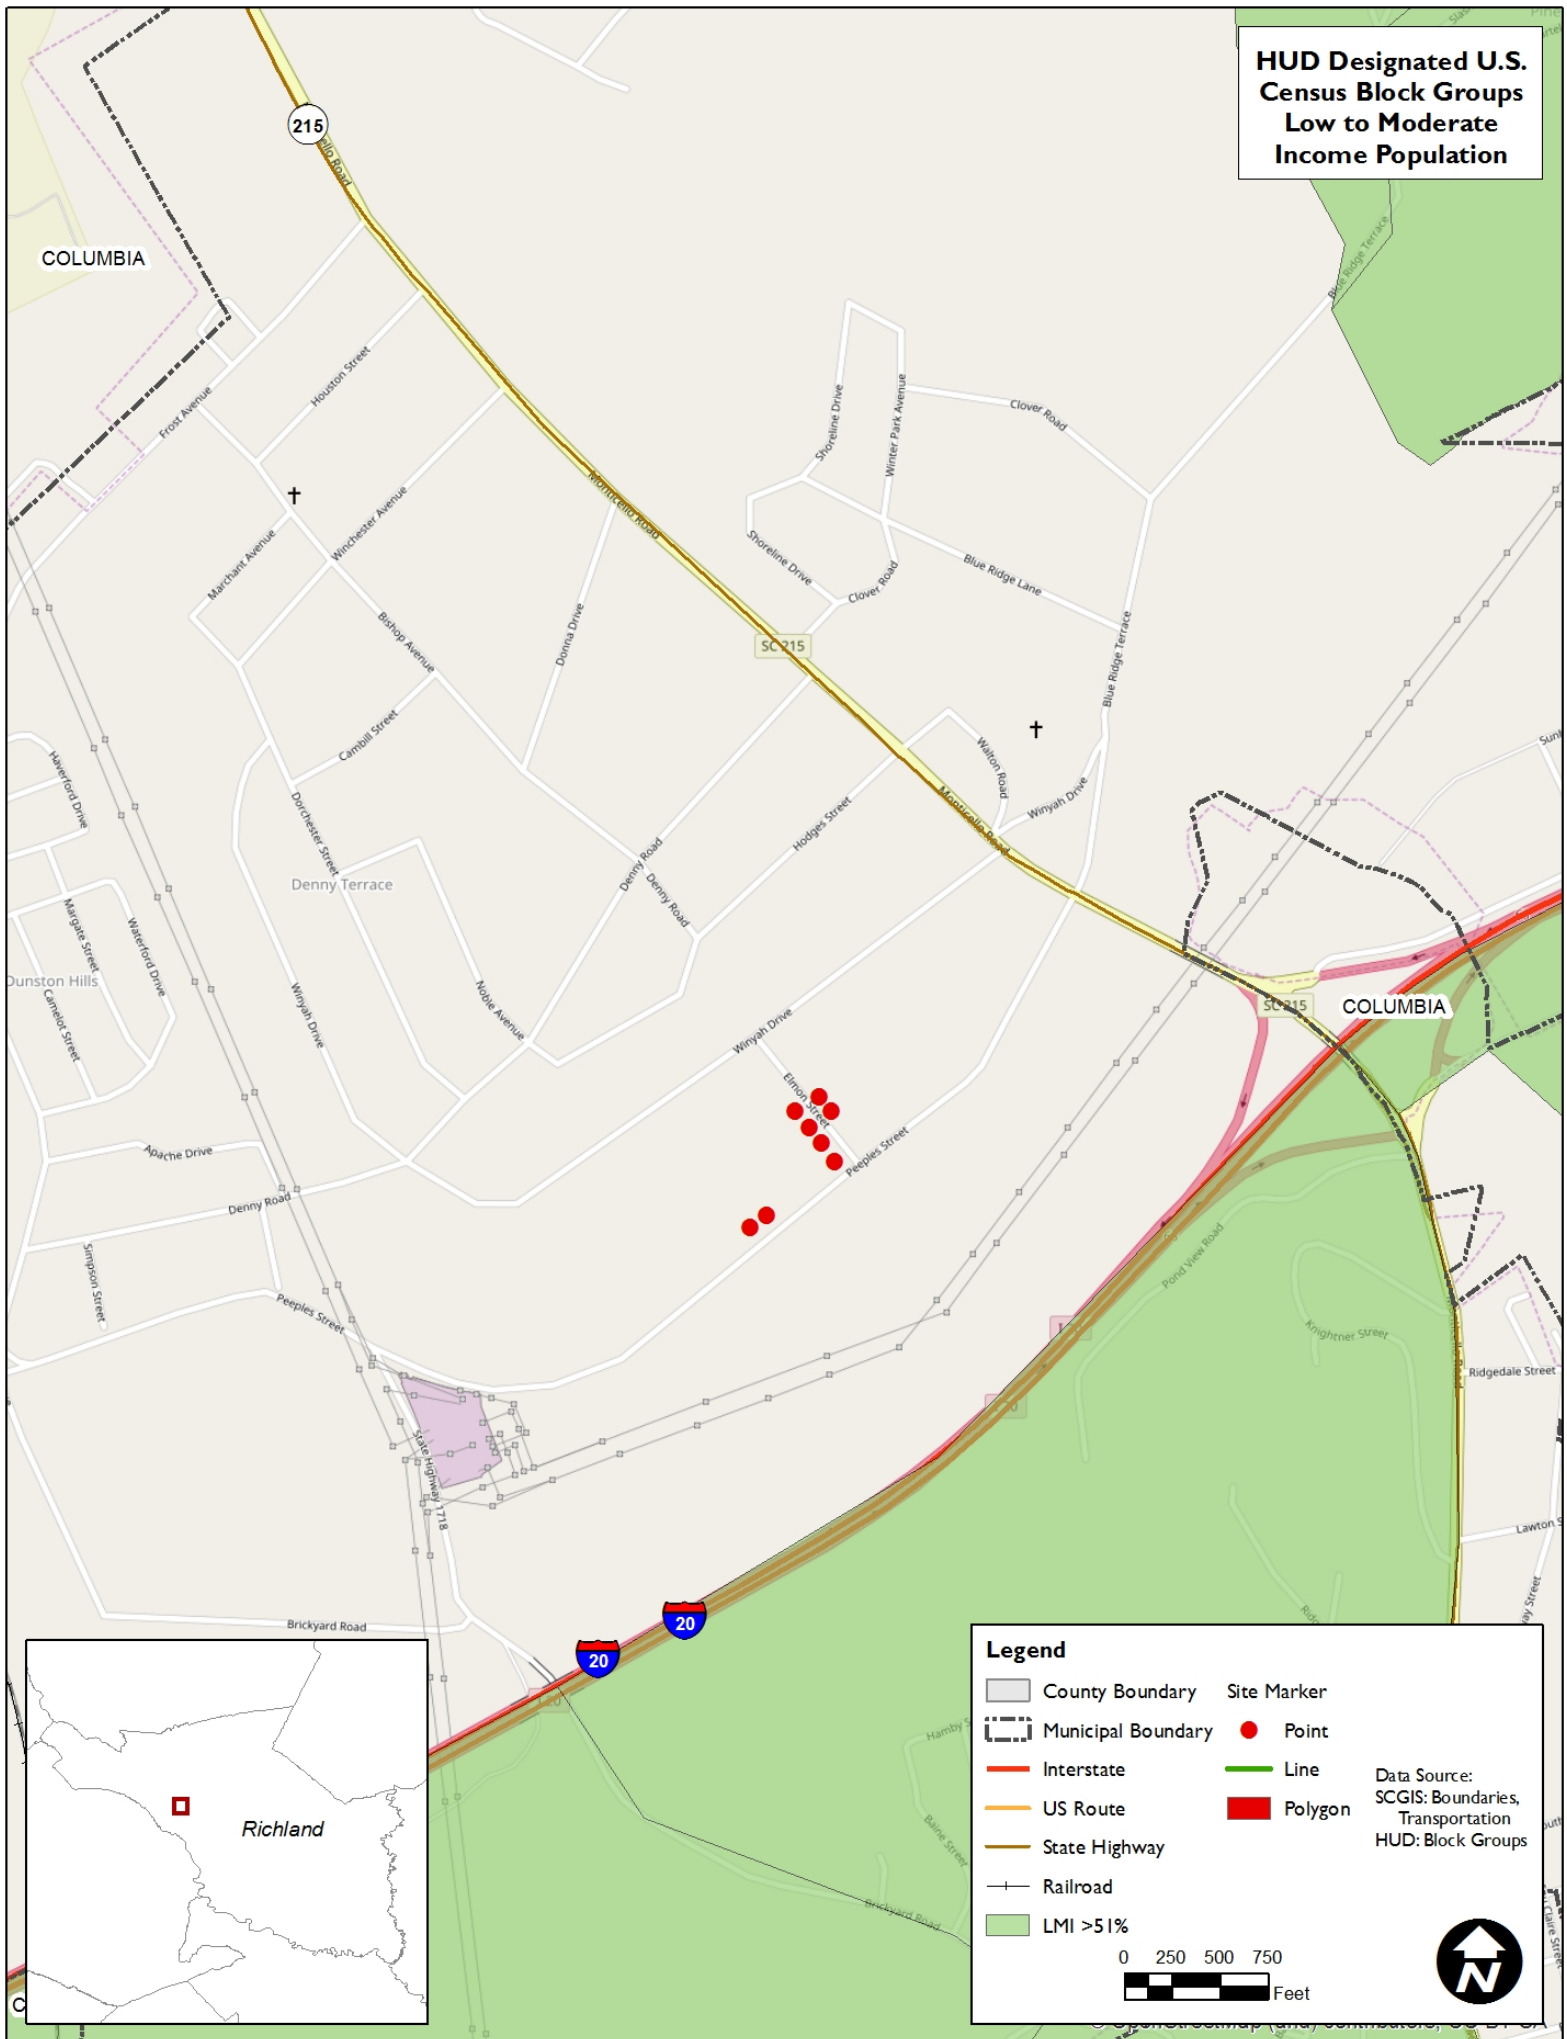 HUD Designated U.S.
Census Block Groups
Low to Moderate
Income Population
215
COLUMBIA
Blue Ridge Terrace
Houston Street
Frost Avenue
Shoreline Drive
Winter Park Avenue
Clover Road
Monticello Road
Winchester Avenue
Marchant Avenue
Shoreline Drive
Clover Road
Blue Ridge Lane
Bishop Avenue
Donna Drive
SC 215
Blue Ridge Terrace
Cambill Street
Walton Road
Haverford Drive
Winyah Drive
Monticello Road
Dorchester Street
Hodges Street
Denny Road
Denny Terrace
Denny Road
Margate Street
Waterford Drive
Dunston Hills
Camelot Street
Winyah Drive
Noble Avenue
Winyah Drive
SC 215
COLUMBIA
Elmon Street
Peeples Street
Apache Drive
Denny Road
Simpson Street
Peeples Street
Pond View Road
Knightner Street
Ridgedale Street
State Highway 1718
Lawton S
Brickyard Road
20
20
I 20
Hamby S
Baine Street
Brickyard Road
Richland
Legend
County Boundary
Municipal Boundary
Interstate
US Route
State Highway
Railroad
LMI >51%
Site Marker
Point
Line
Polygon
Data Source:
SCGIS: Boundaries,
Transportation
HUD: Block Groups
0 250 500 750
Feet
N